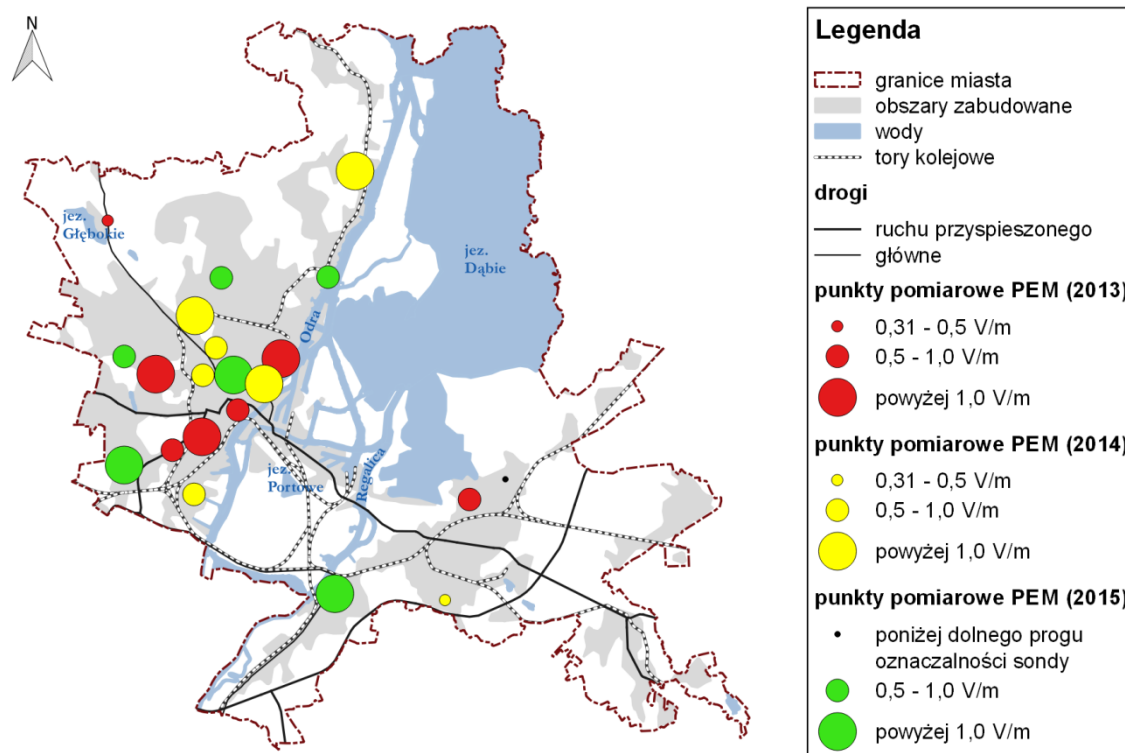 N
jez.
Głębokie
jez.
Dąbie
Odra
jez.
Portowe
Regalica
Legenda
granice miasta
obszary zabudowane
wody
tory kolejowe
drogi
ruchu przyspieszonego
główne
punkty pomiarowe PEM (2013)
0,31 - 0,5 V/m
0,5 - 1,0 V/m
powyżej 1,0 V/m
punkty pomiarowe PEM (2014)
0,31 - 0,5 V/m
0,5 - 1,0 V/m
powyżej 1,0 V/m
punkty pomiarowe PEM (2015)
poniżej dolnego progu
oznaczalności sondy
0,5 - 1,0 V/m
powyżej 1,0 V/m